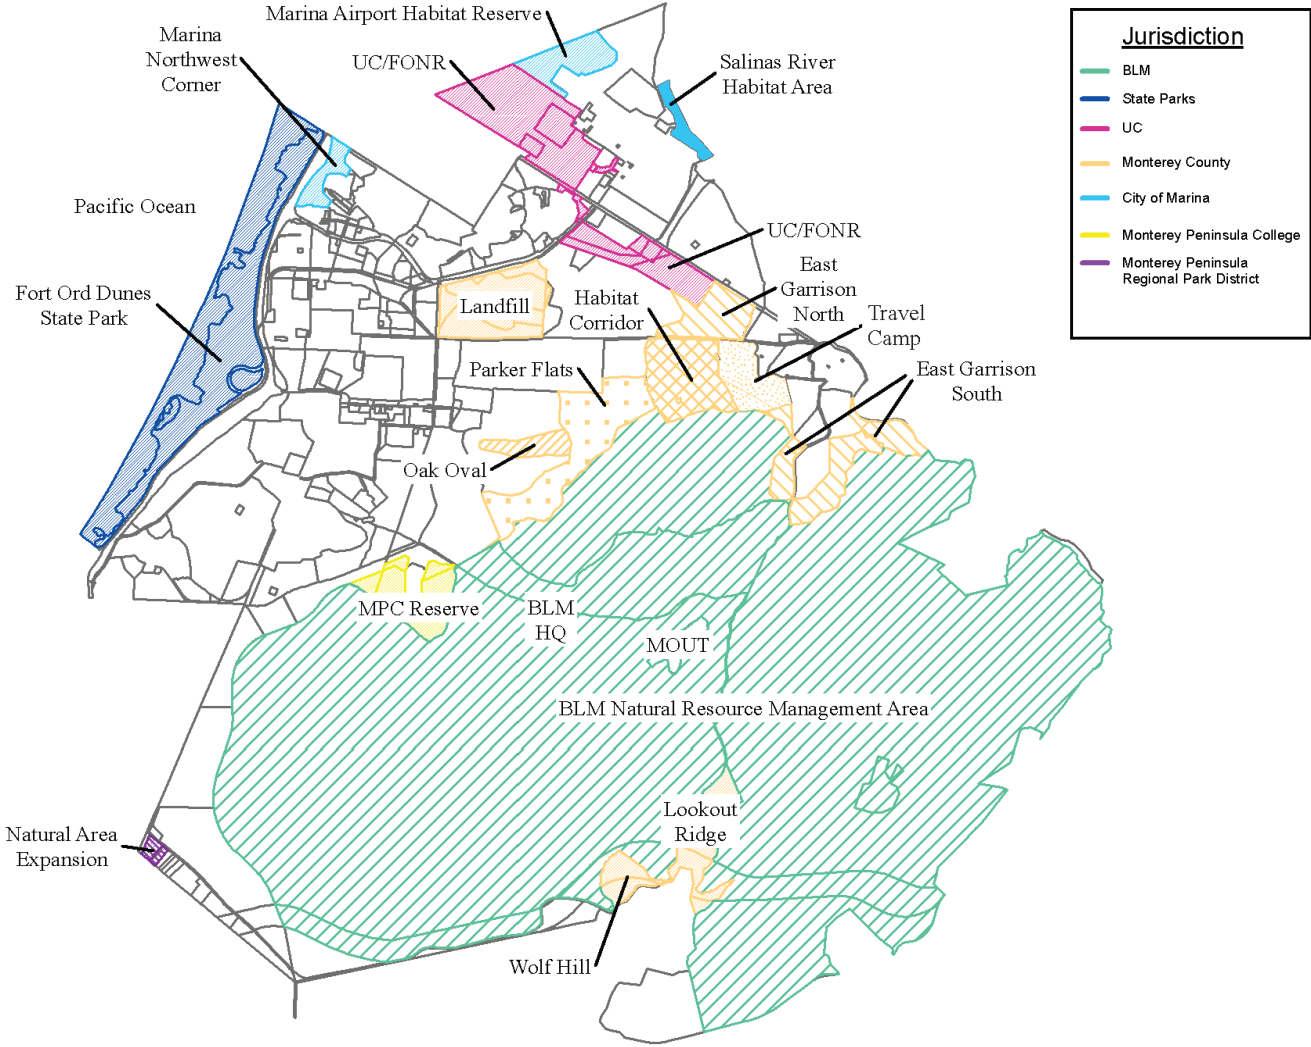 Marina Airport Habitat Reserve
Marina
Northwest
Corner
UC/FONR
Salinas River
Habitat Area
Jurisdiction
BLM
State Parks
UC
Monterey County
City of Marina
Monterey Peninsula College
Monterey Peninsula
Regional Park District
Pacific Ocean
UC/FONR
East
Garrison
North
Fort Ord Dunes
State Park
Landfill
Habitat
Corridor
Travel
Camp
Parker Flats
East Garrison
South
Oak Oval
MPC Reserve
BLM
HQ
MOUT
BLM Natural Resource Management Area
Lookout
Ridge
Natural Area
Expansion
Wolf Hill